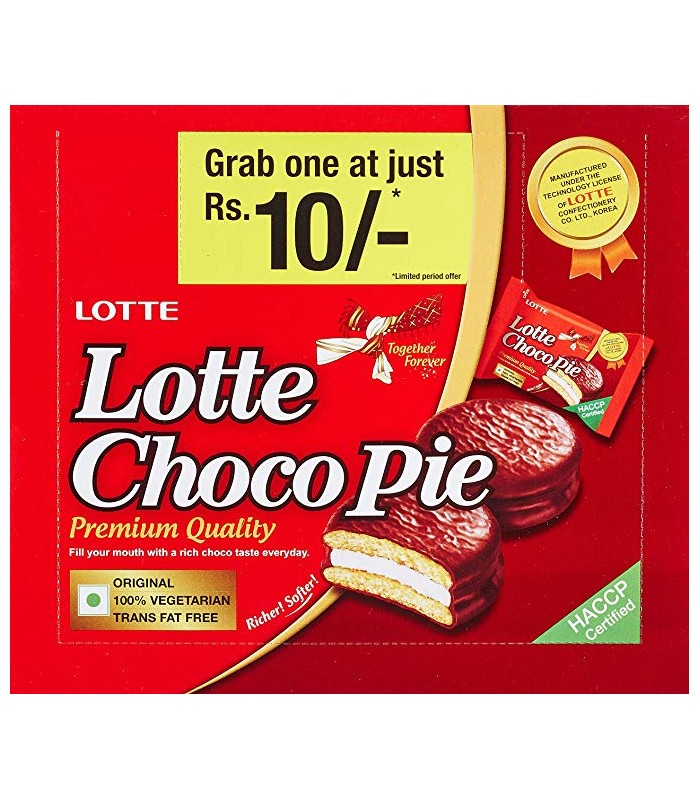 Grab one at just
Rs. 10/-*
*Limited period offer
MANUFACTURED
UNDER THE
TECHNOLOGY LICENSE
OF LOTTE
CONFECTIONERY
CO. LTD., KOREA
LOTTE
Together
Forever
Lotte
Choco Pie
Premium Quality
Fill your mouth with a rich choco taste everyday.
ORIGINAL
100% VEGETARIAN
TRANS FAT FREE
Richer! Softer!
LOTTE
Lotte
Choco Pie
Premium Quality
HACCP
Certified
HACCP
Certified